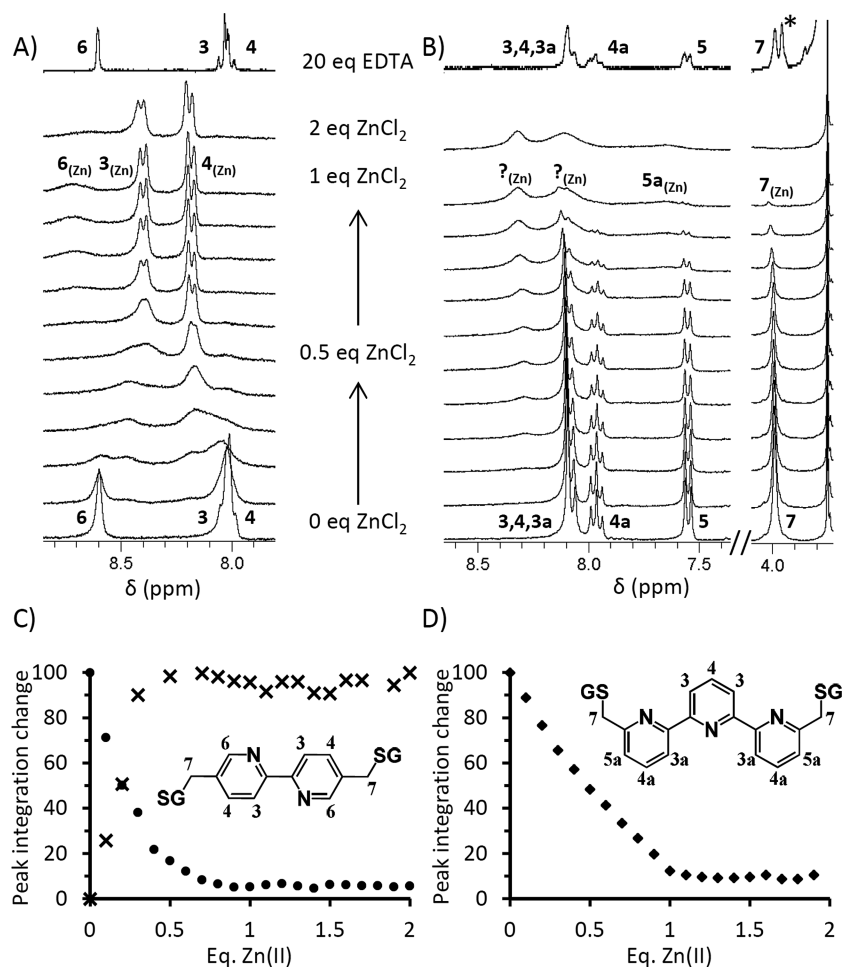 A)
6 3 4
20 eq EDTA
2 eq ZnCl2
1 eq ZnCl2
6(Zn) 3(Zn) 4(Zn)
0.5 eq ZnCl2
0 eq ZnCl2
6 3 4
8.5 8.0
δ (ppm)
B)
3,4,3a 4a 5 7 *
?(Zn) ?(Zn) 5a(Zn) 7(Zn)
3,4,3a 4a 5 7
8.5 8.0 7.5 4.0
δ (ppm)
C)
Peak integration change
100
80
60
40
20
0
0 0.5 1 1.5 2
Eq. Zn(II)
7 6 N 3 4 SG
SG 4 3 N 6 7
D)
Peak integration change
100
80
60
40
20
0
0 0.5 1 1.5 2
Eq. Zn(II)
GS 3 4 3 SG
7 N N N 7
5a 3a 3a 5a
4a 4a